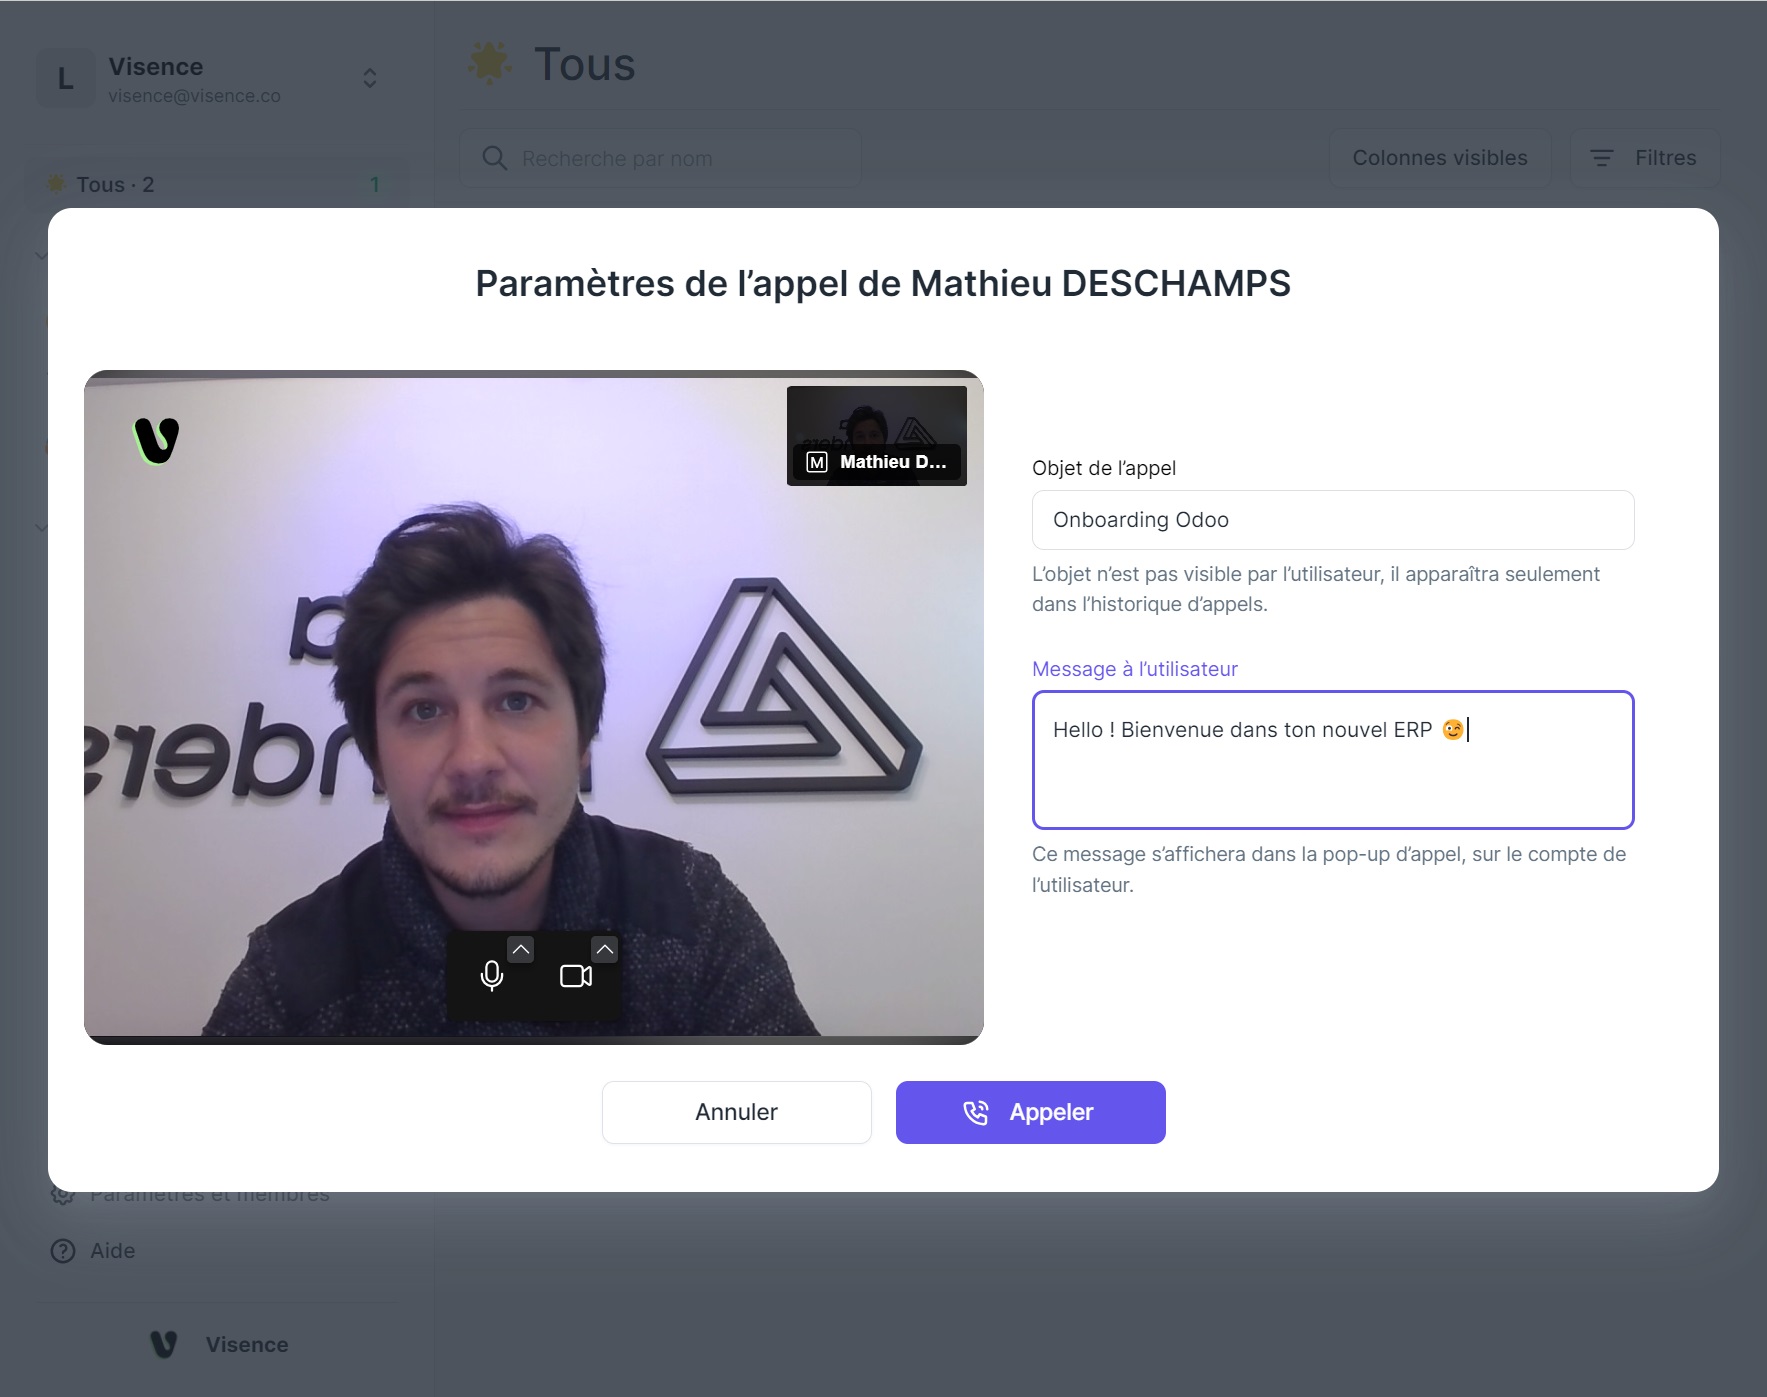 L
Visence
visence@visence.co
Tous · 2
1
Tous
Recherche par nom
Colonnes visibles
Filtres
Paramètres de l’appel de Mathieu DESCHAMPS
M Mathieu D...
Objet de l’appel
Onboarding Odoo
L’objet n’est pas visible par l’utilisateur, il apparaîtra seulement
dans l’historique d’appels.
Message à l’utilisateur
Hello ! Bienvenue dans ton nouvel ERP 😉
Ce message s’affichera dans la pop-up d’appel, sur le compte de
l’utilisateur.
Annuler
Appeler
Paramètres et membres
Aide
Visence